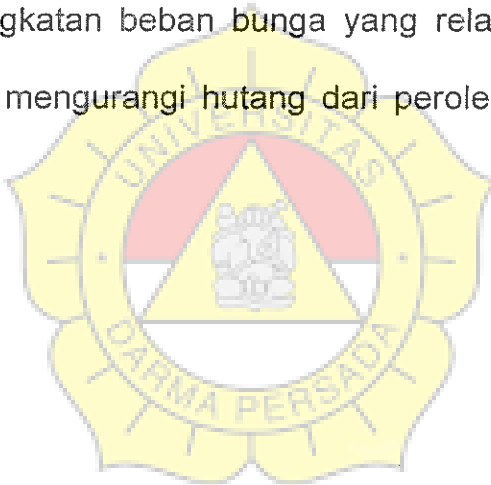 gkatan beban bunga yang rela
mengurangi hutang dari perole
UNIVERSITAS
DARMA PERSADA